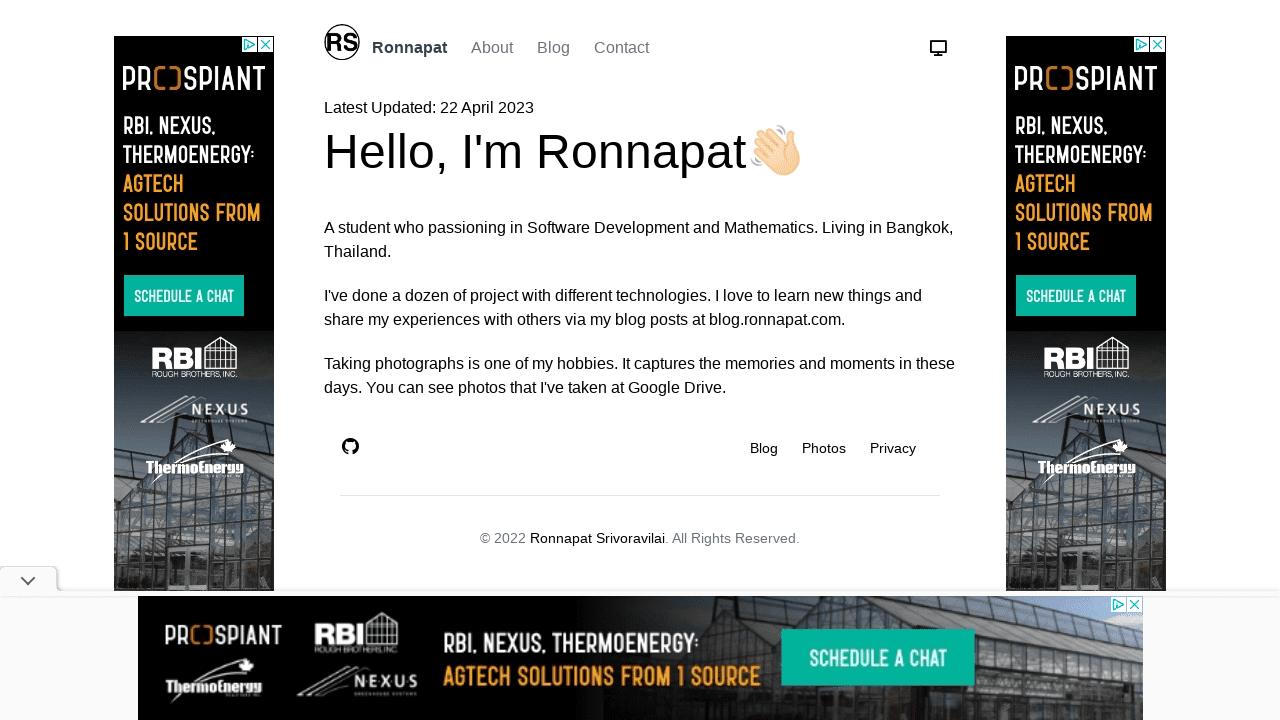 RS
Ronnapat
About
Blog
Contact
Latest Updated: 22 April 2023
Hello, I'm Ronnapat
A student who passioning in Software Development and Mathematics. Living in Bangkok,
Thailand.
I've done a dozen of project with different technologies. I love to learn new things and
share my experiences with others via my blog posts at blog.ronnapat.com.
Taking photographs is one of my hobbies. It captures the memories and moments in these
days. You can see photos that I've taken at Google Drive.
Blog
Photos
Privacy
© 2022 Ronnapat Srivoravilai. All Rights Reserved.
PROSPIANT
RBI, NEXUS,
THERMOENERGY:
AGTECH
SOLUTIONS FROM
1 SOURCE
SCHEDULE A CHAT
RBI
ROUGH BROTHERS, INC.
NEXUS
ThermoEnergy
PROSPIANT
RBI, NEXUS,
THERMOENERGY:
AGTECH
SOLUTIONS FROM
1 SOURCE
SCHEDULE A CHAT
RBI
ROUGH BROTHERS, INC.
NEXUS
ThermoEnergy
PROSPIANT
RBI
ROUGH BROTHERS, INC.
ThermoEnergy
NEXUS
RBI, NEXUS, THERMOENERGY:
AGTECH SOLUTIONS FROM 1 SOURCE
SCHEDULE A CHAT